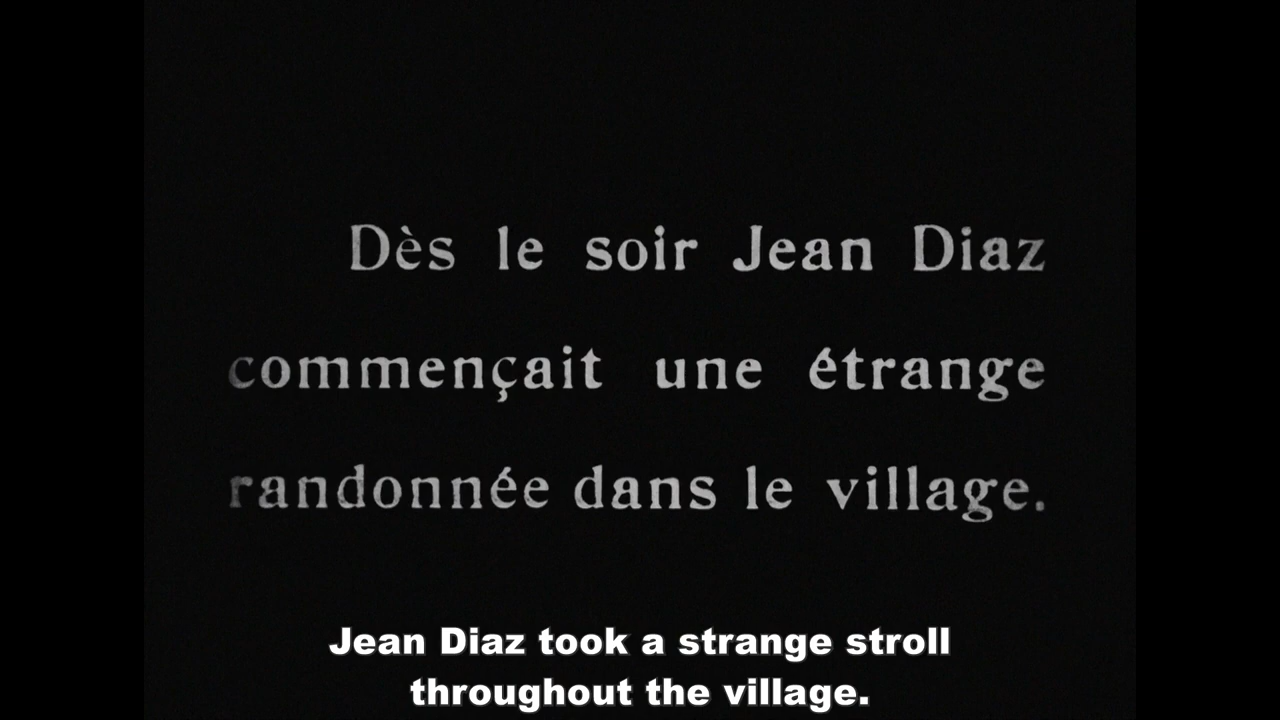 Dès le soir Jean Diaz
commençait une étrange
randonnée dans le village.
Jean Diaz took a strange stroll
throughout the village.